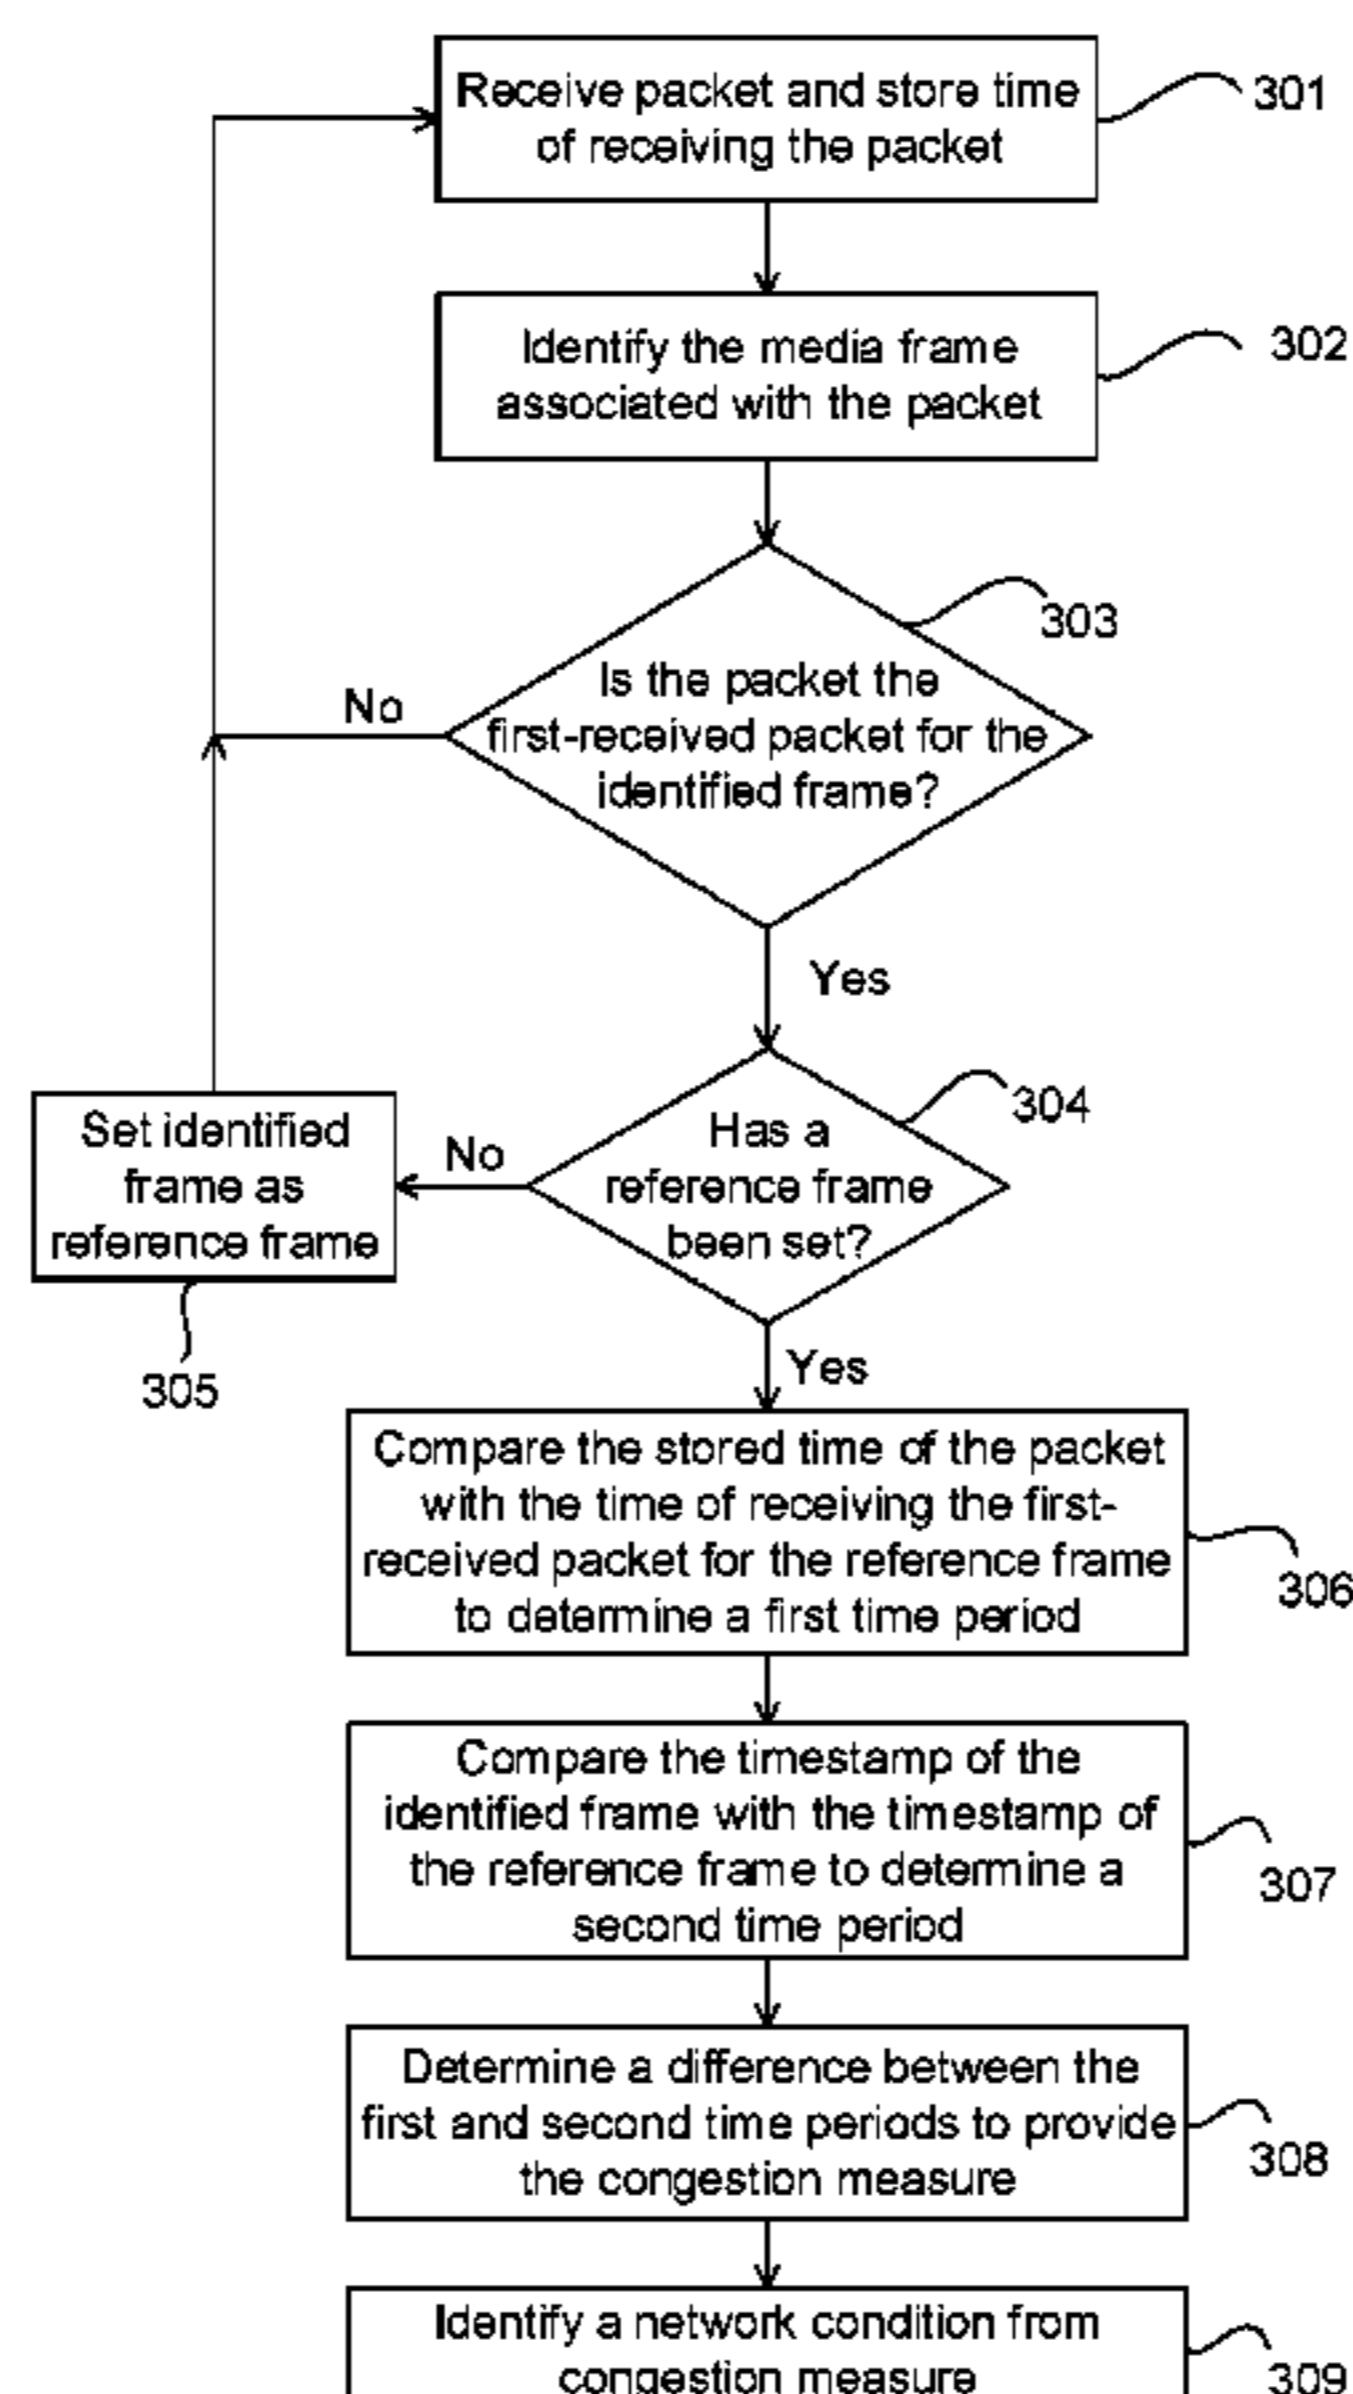 Receive packet and store time
of receiving the packet
301
Identify the media frame
associated with the packet
302
303
Is the packet the
first-received packet for the
identified frame?
No
Yes
304
Has a
reference frame
been set?
No
Set identified
frame as
reference frame
305
Yes
Compare the stored time of the packet
with the time of receiving the first-
received packet for the reference frame
to determine a first time period
306
Compare the timestamp of the
identified frame with the timestamp of
the reference frame to determine a
second time period
307
Determine a difference between the
first and second time periods to provide
the congestion measure
308
Identify a network condition from
congestion measure
309